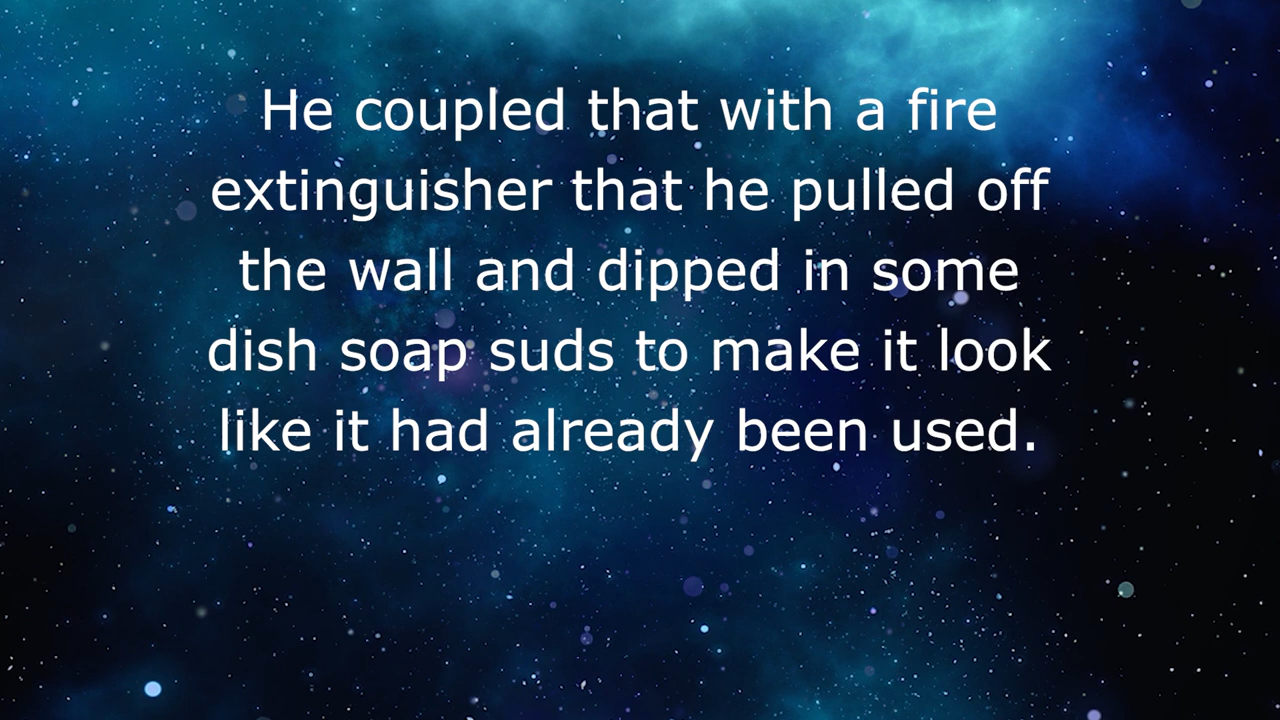 He coupled that with a fire
extinguisher that he pulled off
the wall and dipped in some
dish soap suds to make it look
like it had already been used.